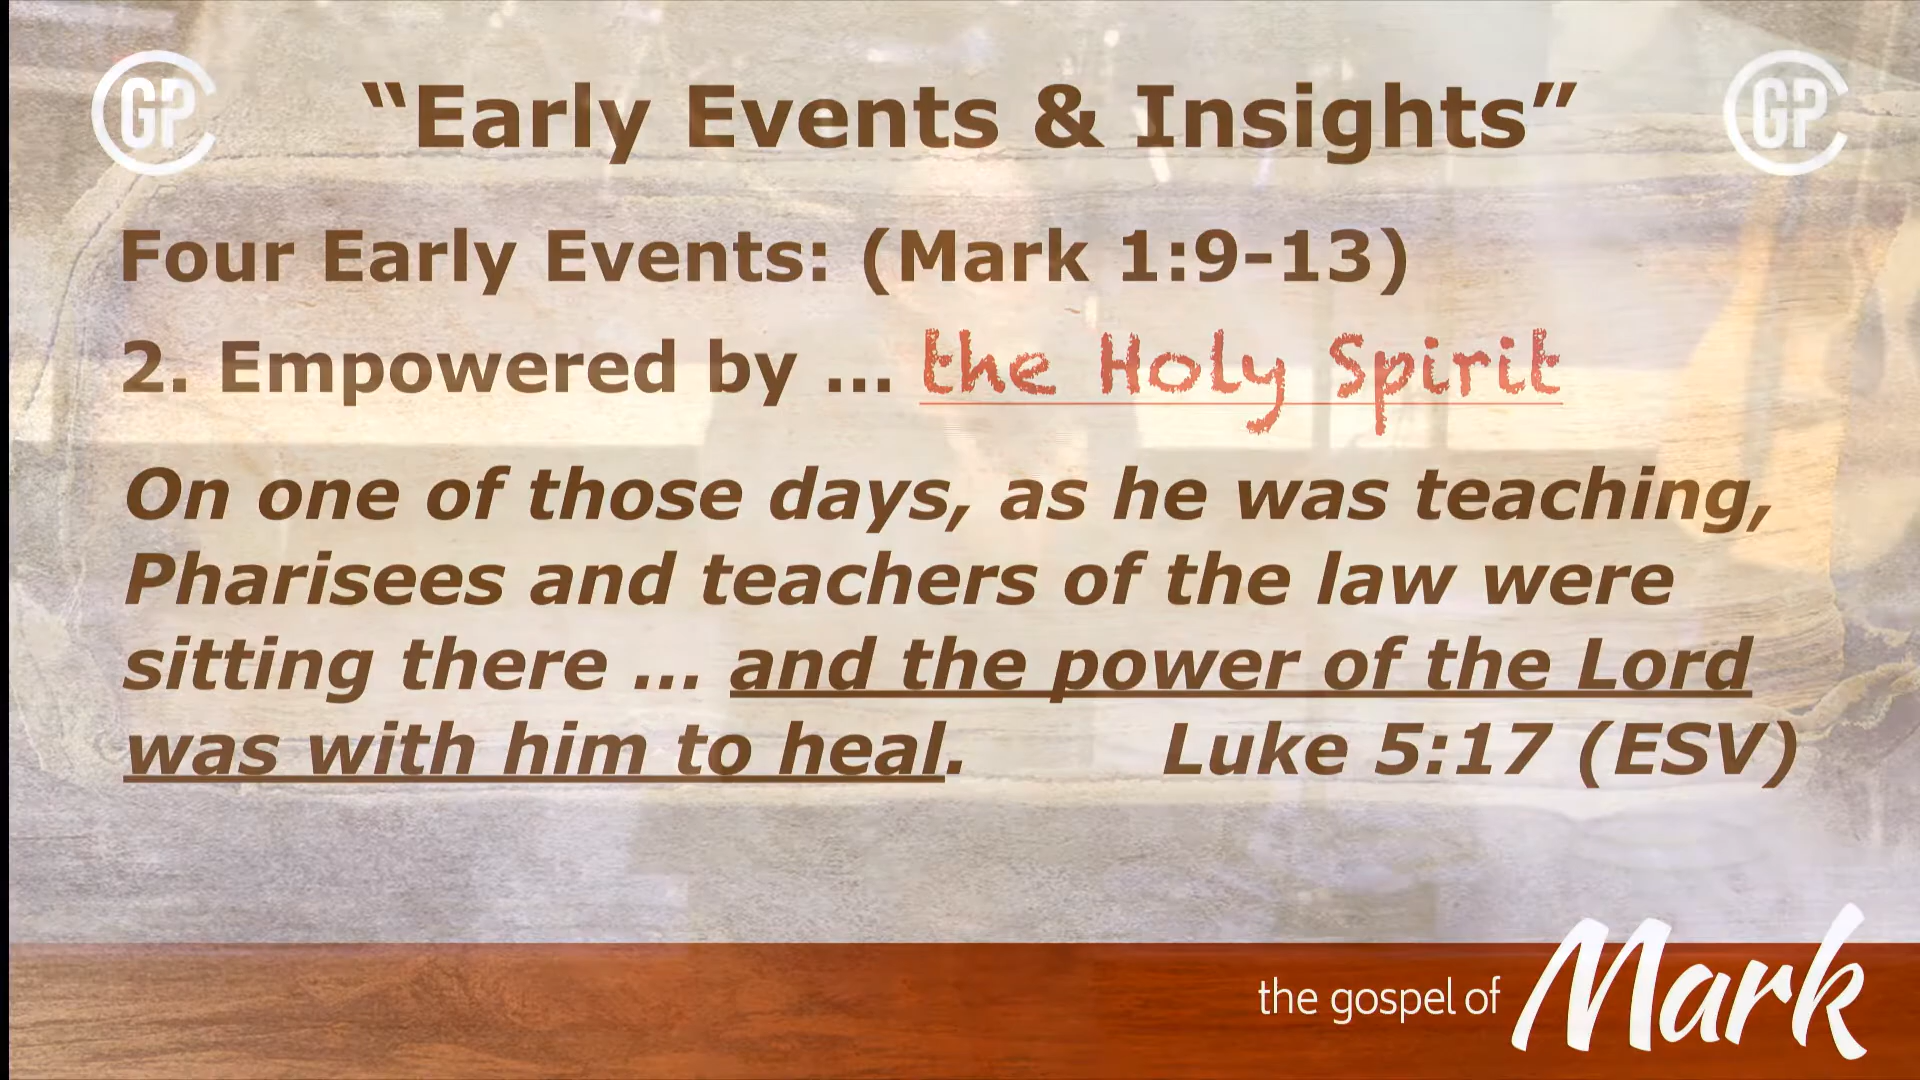 GPC
“Early Events & Insights”
GPC
Four Early Events: (Mark 1:9-13)
2. Empowered by ... the Holy Spirit
On one of those days, as he was teaching,
Pharisees and teachers of the law were
sitting there ... and the power of the Lord
was with him to heal. Luke 5:17 (ESV)
the gospel of Mark